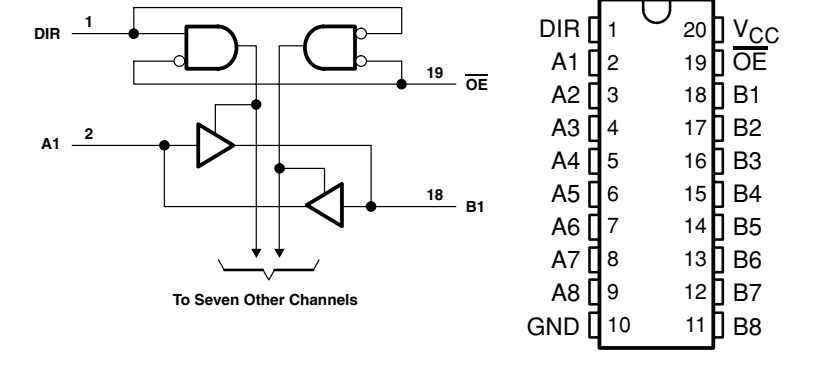 DIR 1
19 O̅E̅
A1 2
18 B1
To Seven Other Channels
DIR 1 20 VCC
A1 2 19 O̅E̅
A2 3 18 B1
A3 4 17 B2
A4 5 16 B3
A5 6 15 B4
A6 7 14 B5
A7 8 13 B6
A8 9 12 B7
GND 10 11 B8